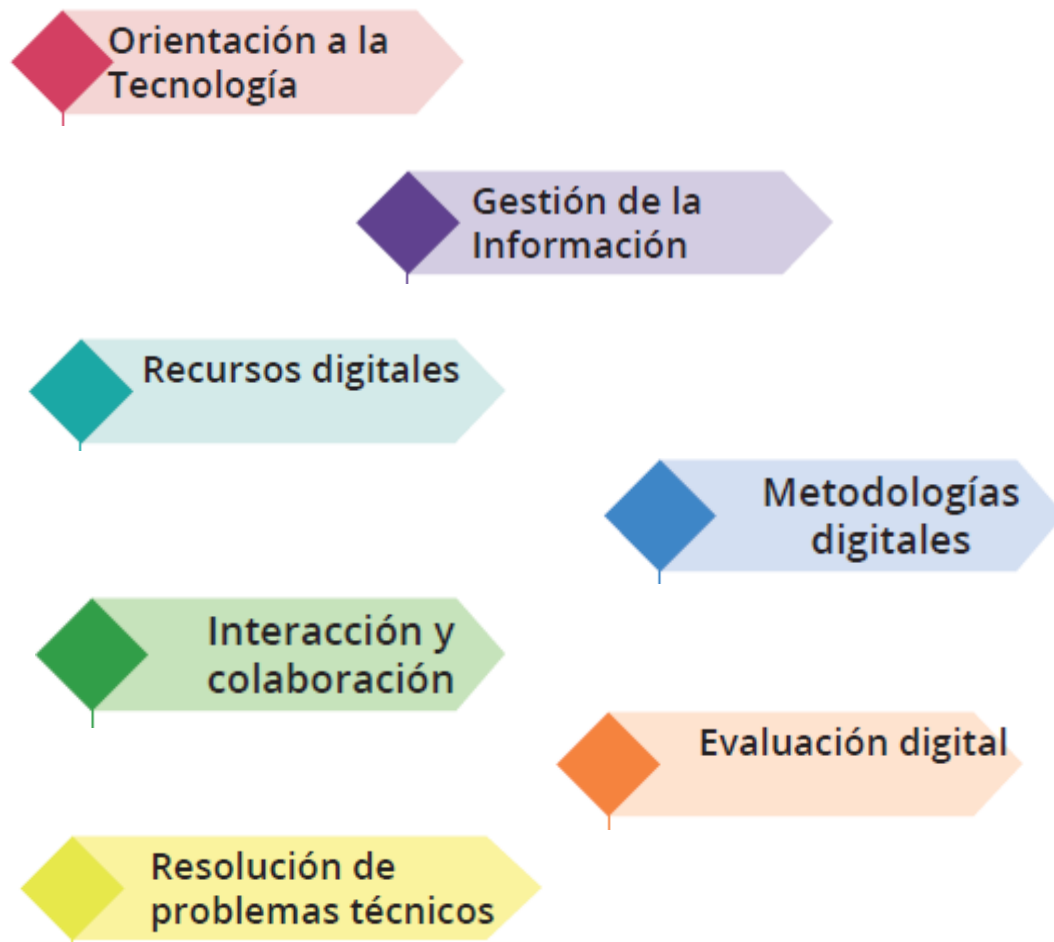 Orientación a la
Tecnología
Gestión de la
Información
Recursos digitales
Metodologías
digitales
Interacción y
colaboración
Evaluación digital
Resolución de
problemas técnicos